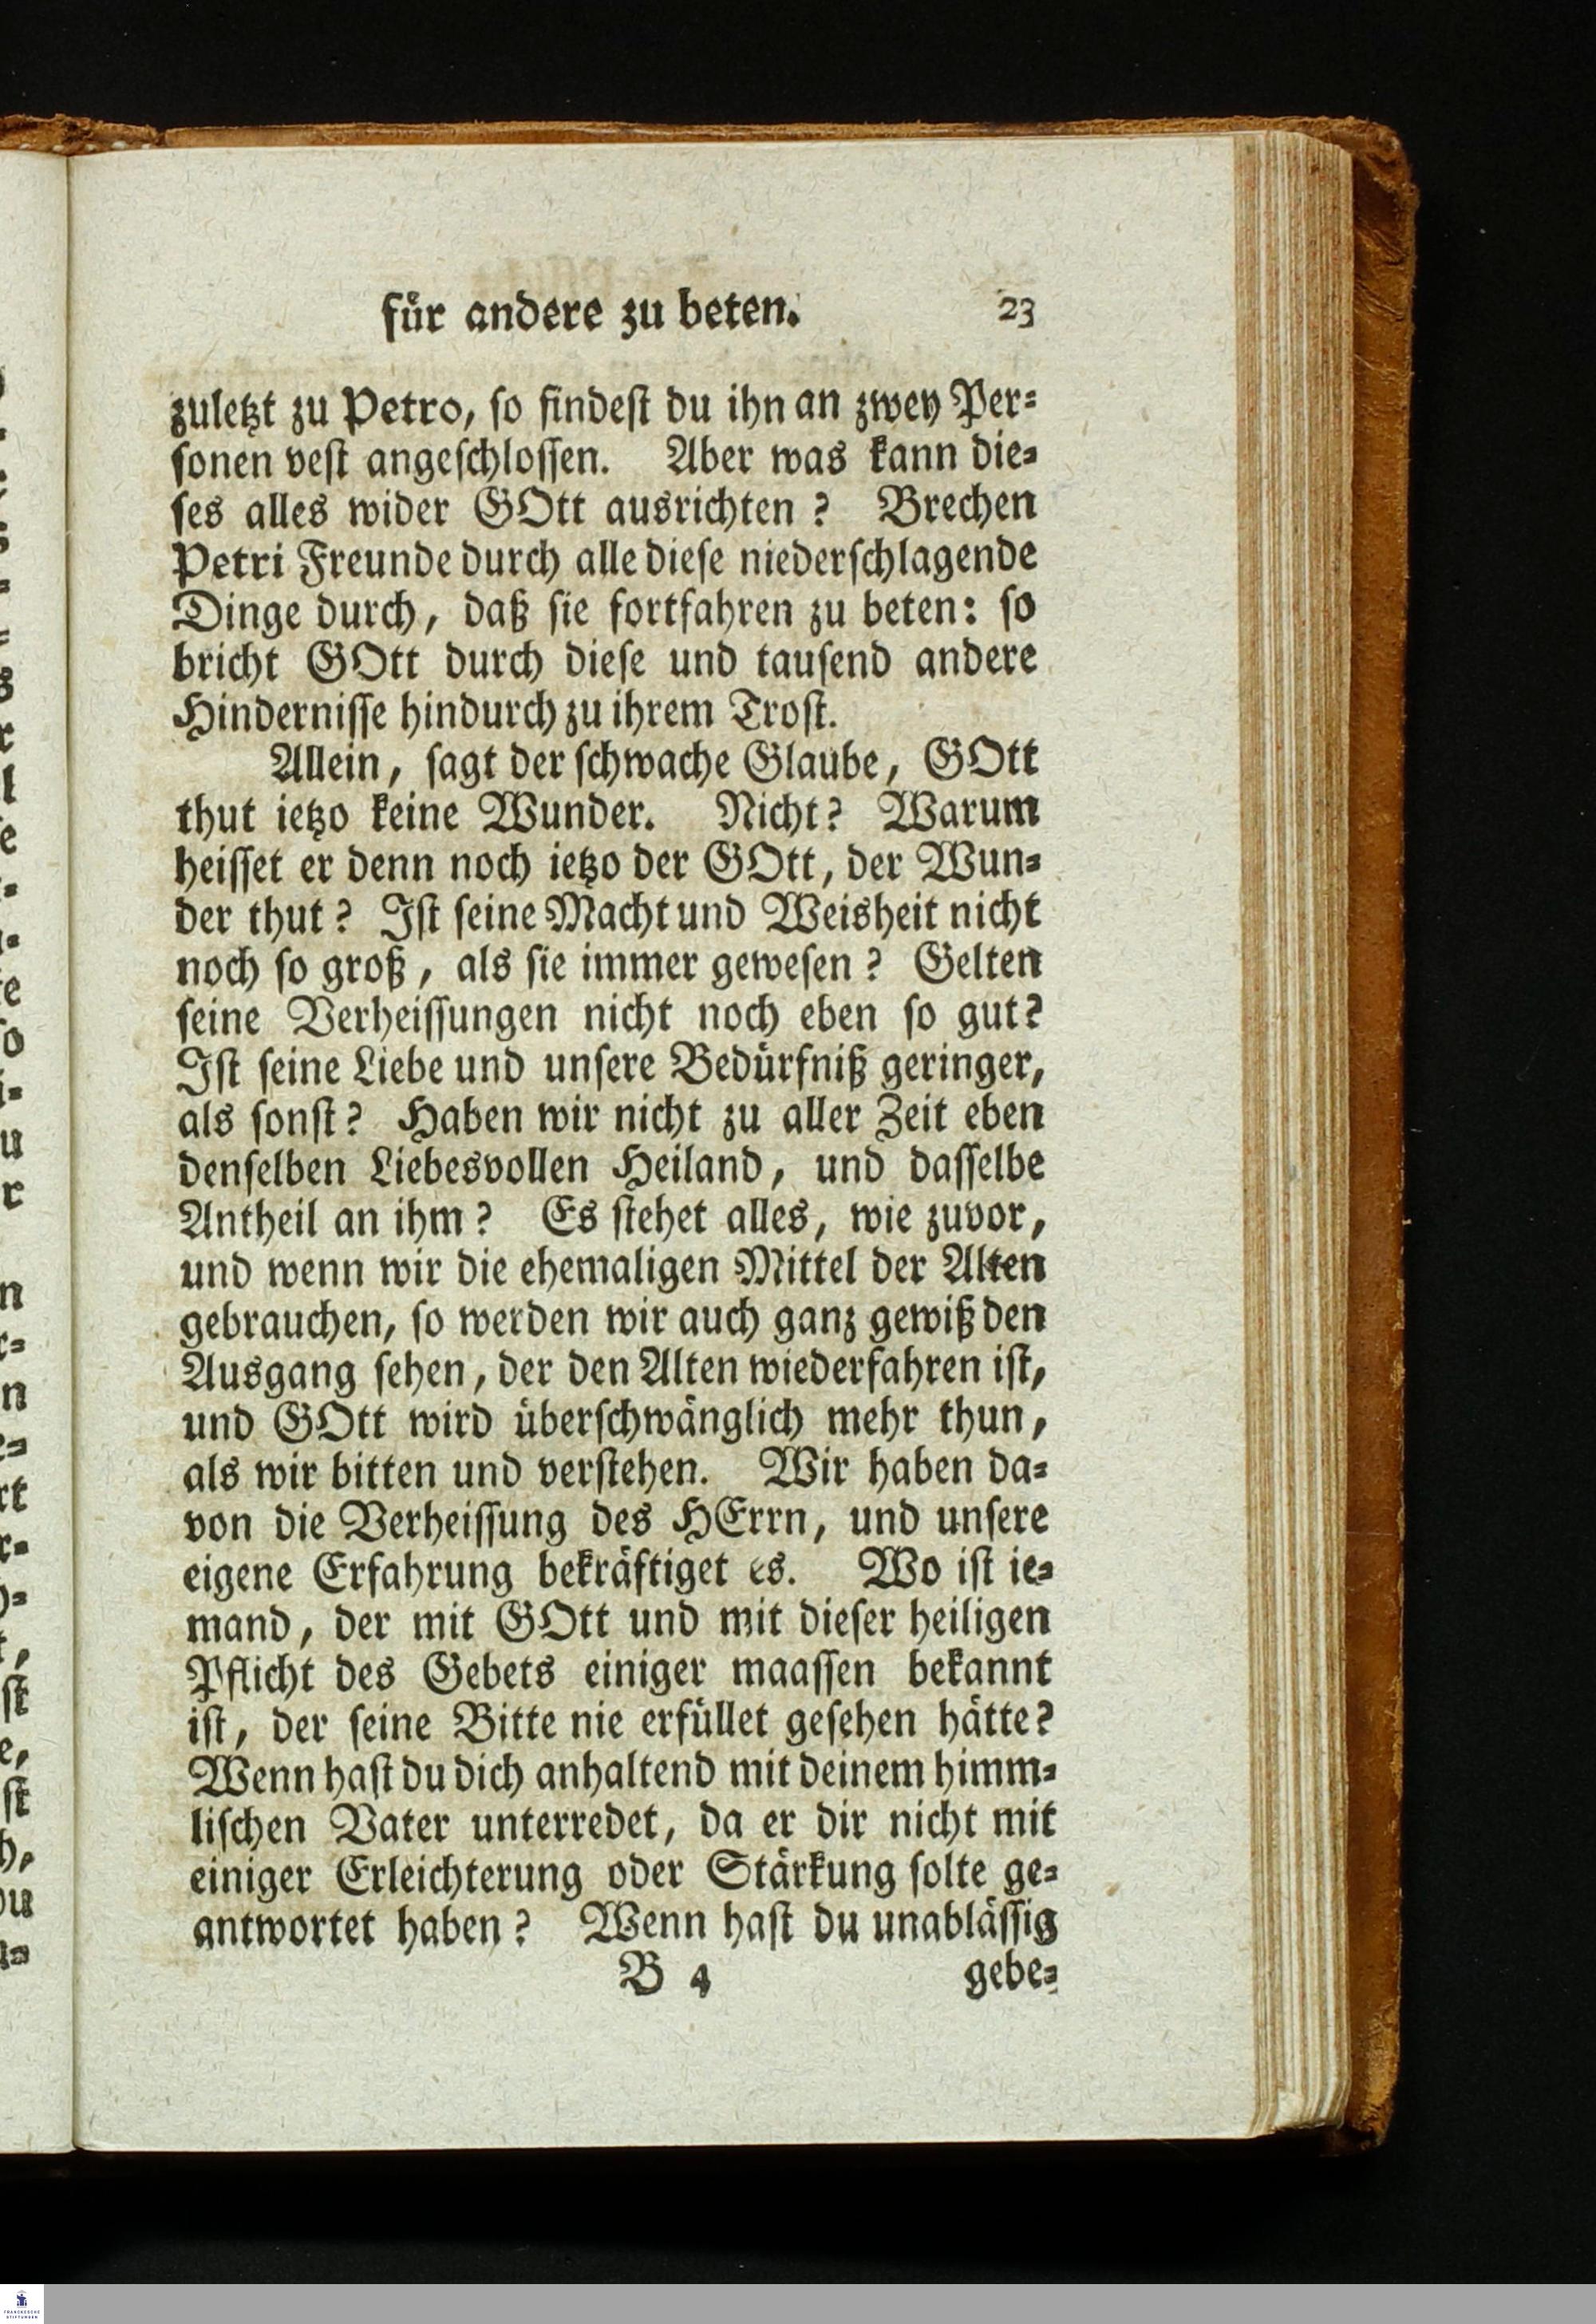 für andere zu beten. 23
zuletzt zu Petro, so findest du ihn an zwey Per-
sonen vest angeschlossen. Aber was kann die-
ses alles wider GOtt ausrichten? Brechen
Petri Freunde durch alle diese niederschlagende
Dinge durch, daß sie fortfahren zu beten: so
bricht GOtt durch diese und tausend andere
Hindernisse hindurch zu ihrem Trost.
Allein, sagt der schwache Glaube, GOtt
thut ietzo keine Wunder. Nicht? Warum
heisset er denn noch ietzo der GOtt, der Wun-
der thut? Ist seine Macht und Weisheit nicht
noch so groß, als sie immer gewesen? Gelten
seine Verheissungen nicht noch eben so gut?
Ist seine Liebe und unsere Bedürfniß geringer,
als sonst? Haben wir nicht zu aller Zeit eben
denselben Liebesvollen Heiland, und dasselbe
Antheil an ihm? Es stehet alles, wie zuvor,
und wenn wir die ehemaligen Mittel der Alten
gebrauchen, so werden wir auch ganz gewiß den
Ausgang sehen, der den Alten wiederfahren ist,
und GOtt wird überschwänglich mehr thun,
als wir bitten und verstehen. Wir haben da-
von die Verheissung des HErrn, und unsere
eigene Erfahrung bekräftiget es. Wo ist ie-
mand, der mit GOtt und mit dieser heiligen
Pflicht des Gebets einiger maassen bekannt
ist, der seine Bitte nie erfüllet gesehen hätte?
Wenn hast du dich anhaltend mit deinem himm-
lischen Vater unterredet, da er dir nicht mit
einiger Erleichterung oder Stärkung solte ge-
antwortet haben? Wenn hast du unablässig
B 4 gebe-
FRANCKESCHE
STIFTUNGEN